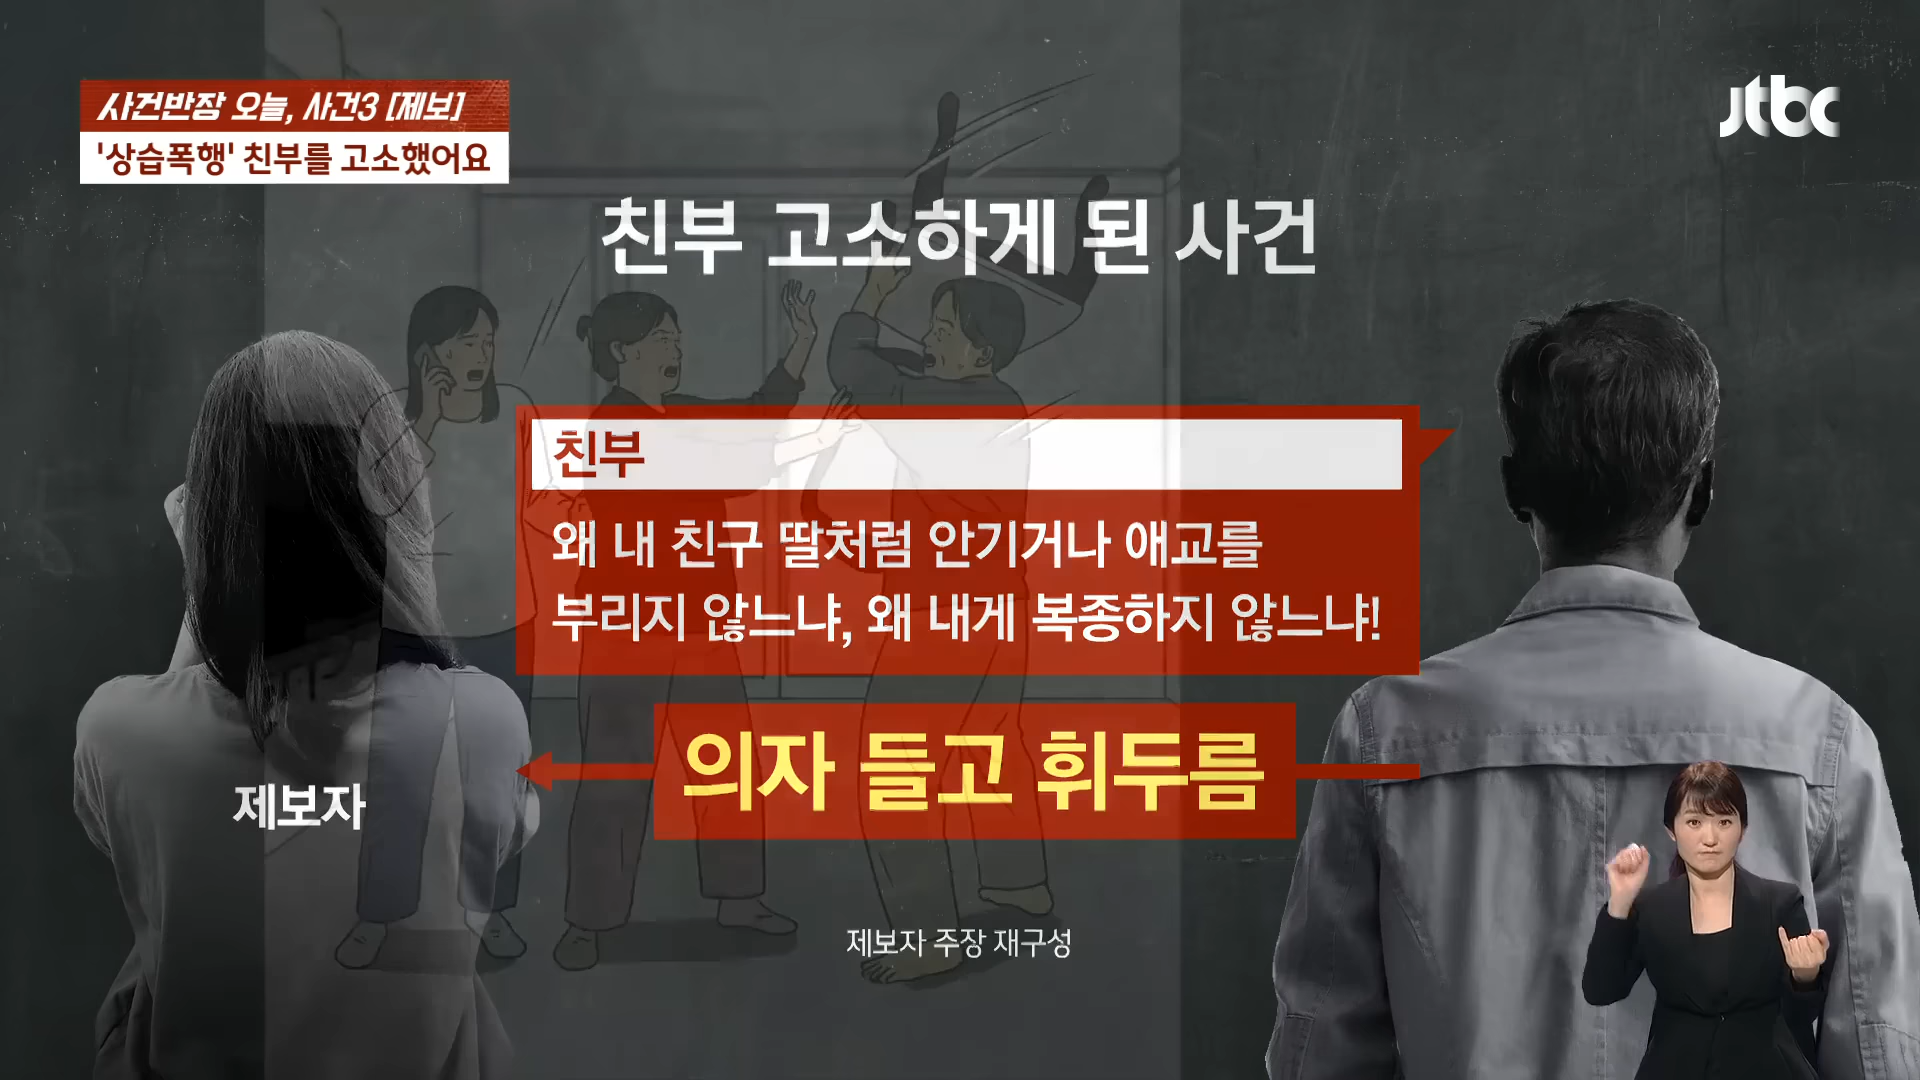 사건반장 오늘, 사건3 [제보]
'상습폭행' 친부를 고소했어요
jtbc
친부 고소하게 된 사건
친부
왜 내 친구 딸처럼 안기거나 애교를
부리지 않느냐, 왜 내게 복종하지 않느냐!
의자 들고 휘두름
제보자
제보자 주장 재구성